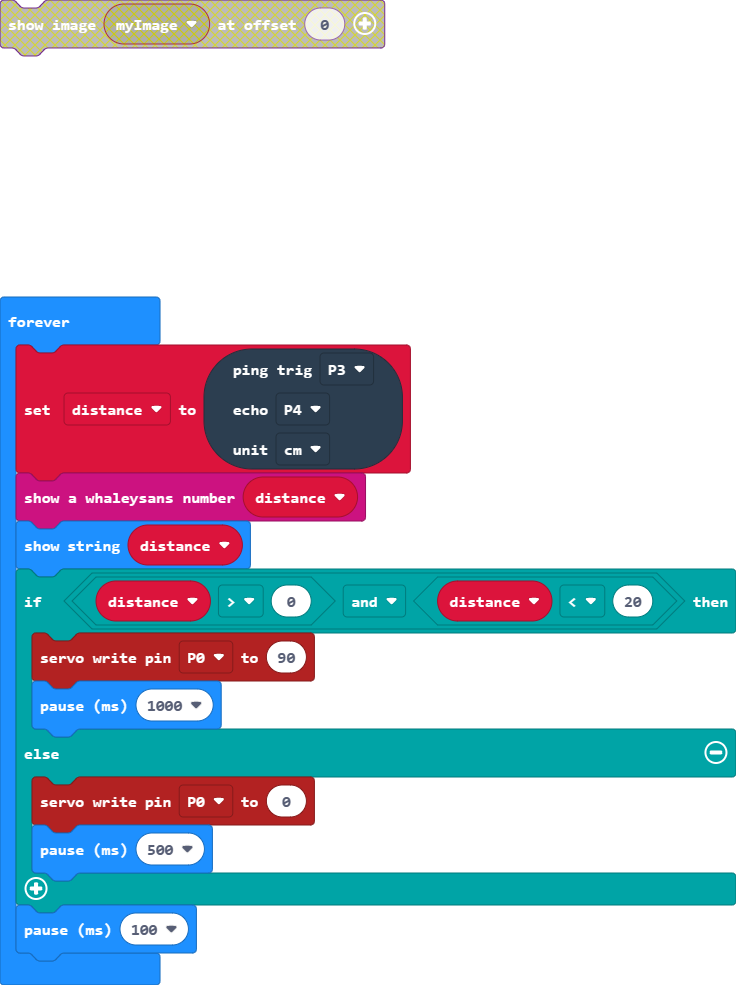 show image myImage at offset 0
forever
set distance to
ping trig P3
echo P4
unit cm
show a whaleysans number distance
show string distance
if distance > 0 and distance < 20 then
servo write pin P0 to 90
pause (ms) 1000
else
servo write pin P0 to 0
pause (ms) 500
pause (ms) 100